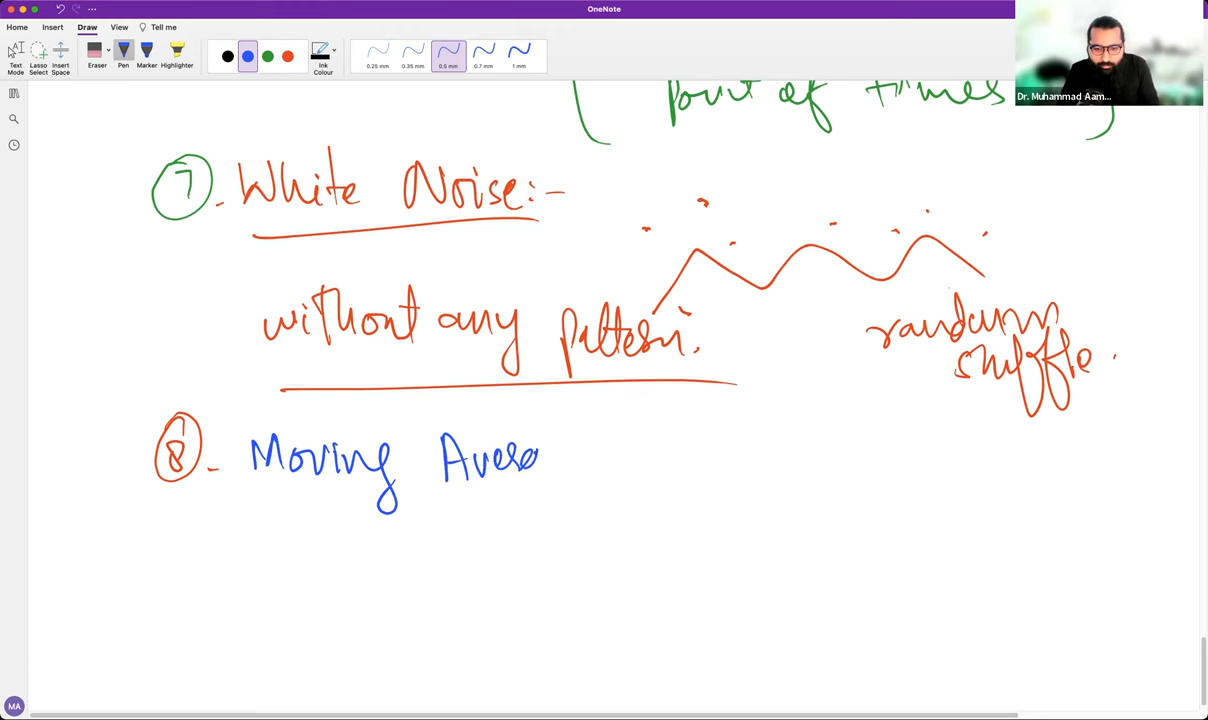 OneNote
Home Insert Draw View Tell me
Text Mode Lasso Select Insert Space Eraser Pen Marker Highlighter Ink Colour 0.25 mm 0.35 mm 0.5 mm 0.7 mm 1 mm
Dr. Muhammad Aam...
point of times
7. White Noise:-
without any pattern.
random
shuffle.
8. Moving Avera
MA